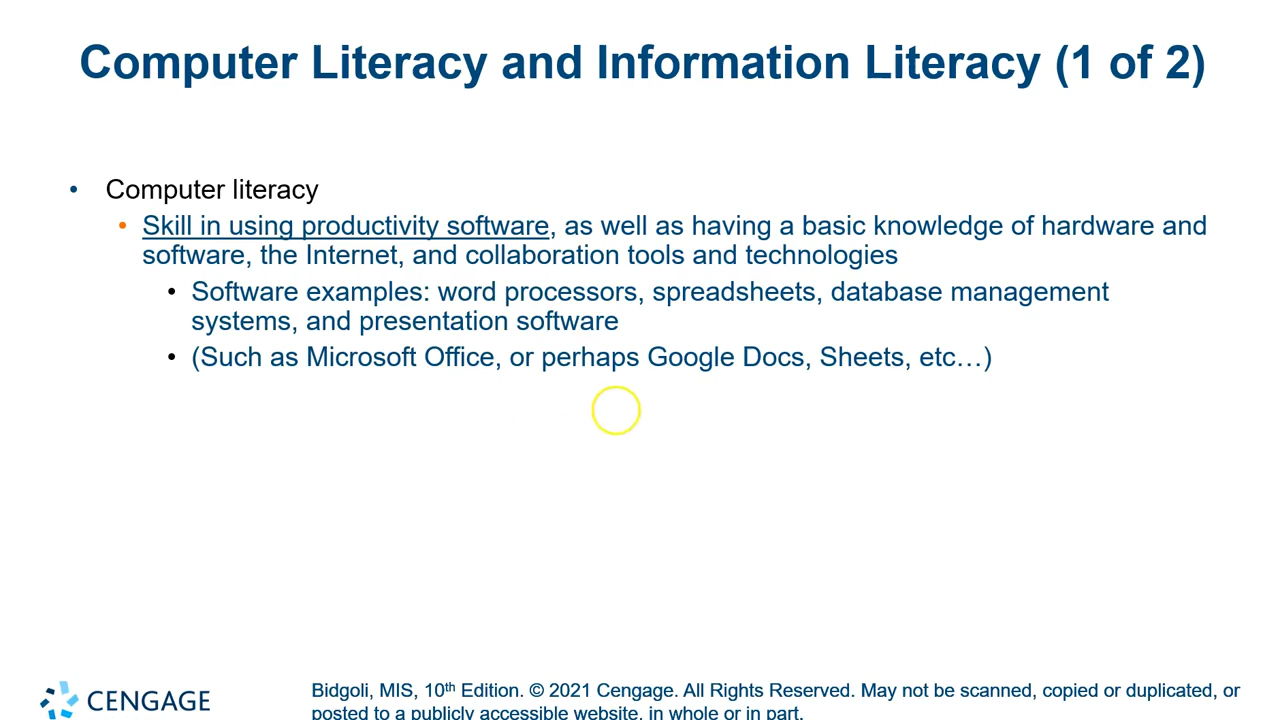 Computer Literacy and Information Literacy (1 of 2)
• Computer literacy
• Skill in using productivity software, as well as having a basic knowledge of hardware and
software, the Internet, and collaboration tools and technologies
• Software examples: word processors, spreadsheets, database management
systems, and presentation software
• (Such as Microsoft Office, or perhaps Google Docs, Sheets, etc…)
CENGAGE
Bidgoli, MIS, 10th Edition. © 2021 Cengage. All Rights Reserved. May not be scanned, copied or duplicated, or
posted to a publicly accessible website, in whole or in part.